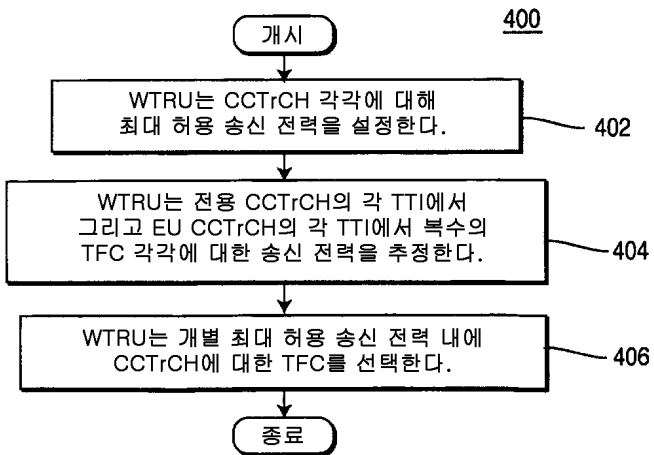 400
개시
WTRU는 CCTrCH 각각에 대해
최대 허용 송신 전력을 설정한다.
402
WTRU는 전용 CCTrCH의 각 TTI에서
그리고 EU CCTrCH의 각 TTI에서 복수의
TFC 각각에 대한 송신 전력을 추정한다.
404
WTRU는 개별 최대 허용 송신 전력 내에
CCTrCH에 대한 TFC를 선택한다.
406
종료